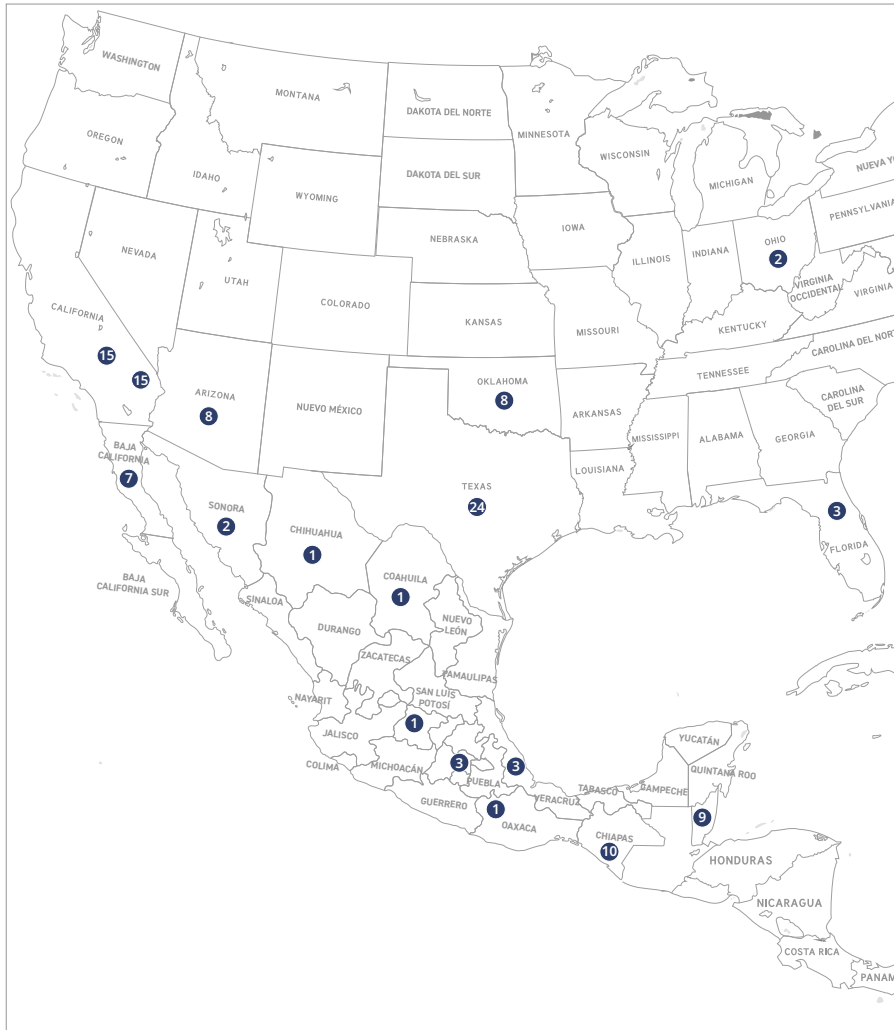 WASHINGTON
MONTANA
DAKOTA DEL NORTE
MINNESOTA
OREGON
IDAHO
WYOMING
DAKOTA DEL SUR
WISCONSIN
MICHIGAN
NUEVA YO
PENNSYLVANIA
NEVADA
UTAH
COLORADO
NEBRASKA
IOWA
ILLINOIS
INDIANA
OHIO
2
VIRGINIA
OCCIDENTAL
VIRGINIA
CALIFORNIA
15
15
KANSAS
MISSOURI
KENTUCKY
CAROLINA DEL NORT
TENNESSEE
ARIZONA
8
NUEVO MÉXICO
OKLAHOMA
8
ARKANSAS
CAROLINA
DEL SUR
MISSISSIPPI
ALABAMA
GEORGIA
LOUISIANA
BAJA
CALIFORNIA
7
SONORA
2
TEXAS
24
3
FLORIDA
CHIHUAHUA
1
COAHUILA
1
BAJA
CALIFORNIA SUR
SINALOA
DURANGO
NUEVO
LEÓN
ZACATECAS
TAMAULIPAS
NAYARIT
SAN LUIS
POTOSÍ
1
JALISCO
COLIMA
MICHOACÁN
3
3
PUEBLA
GUERRERO
1
OAXACA
VERACRUZ
TABASCO
CAMPECHE
YUCATÁN
QUINTANA ROO
9
CHIAPAS
10
HONDURAS
NICARAGUA
COSTA RICA
PANAM